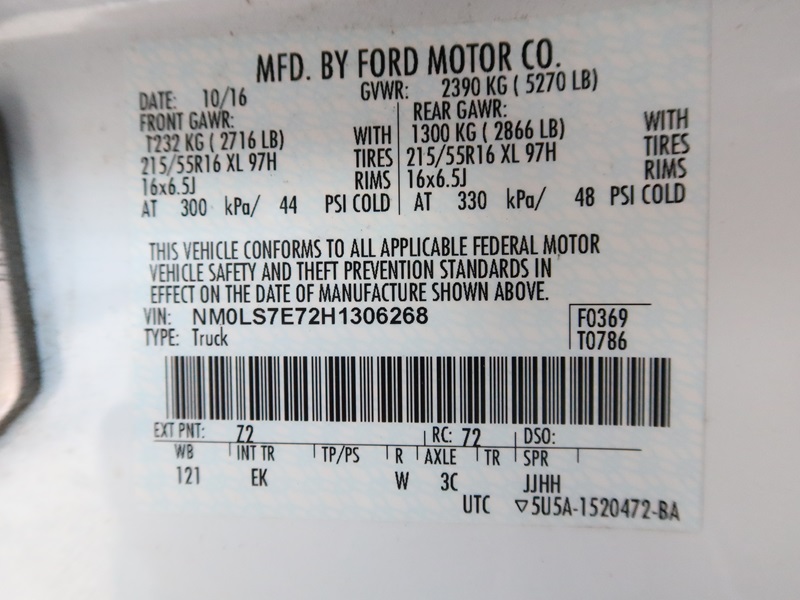 MFD. BY FORD MOTOR CO.
DATE: 10/16 GVWR: 2390 KG ( 5270 LB)
FRONT GAWR: REAR GAWR:
1232 KG ( 2716 LB) WITH 1300 KG ( 2866 LB) WITH
215/55R16 XL 97H TIRES 215/55R16 XL 97H TIRES
16x6.5J RIMS 16x6.5J RIMS
AT 300 kPa/ 44 PSI COLD AT 330 kPa/ 48 PSI COLD
THIS VEHICLE CONFORMS TO ALL APPLICABLE FEDERAL MOTOR
VEHICLE SAFETY AND THEFT PREVENTION STANDARDS IN
EFFECT ON THE DATE OF MANUFACTURE SHOWN ABOVE.
VIN: NM0LS7E72H1306268 F0369
TYPE: Truck T0786
EXT PNT: Z2 RC: 72 DSO:
WB INT TR TP/PS R AXLE TR SPR
121 EK W 3C JJHH
UTC ▽5U5A-1520472-BA